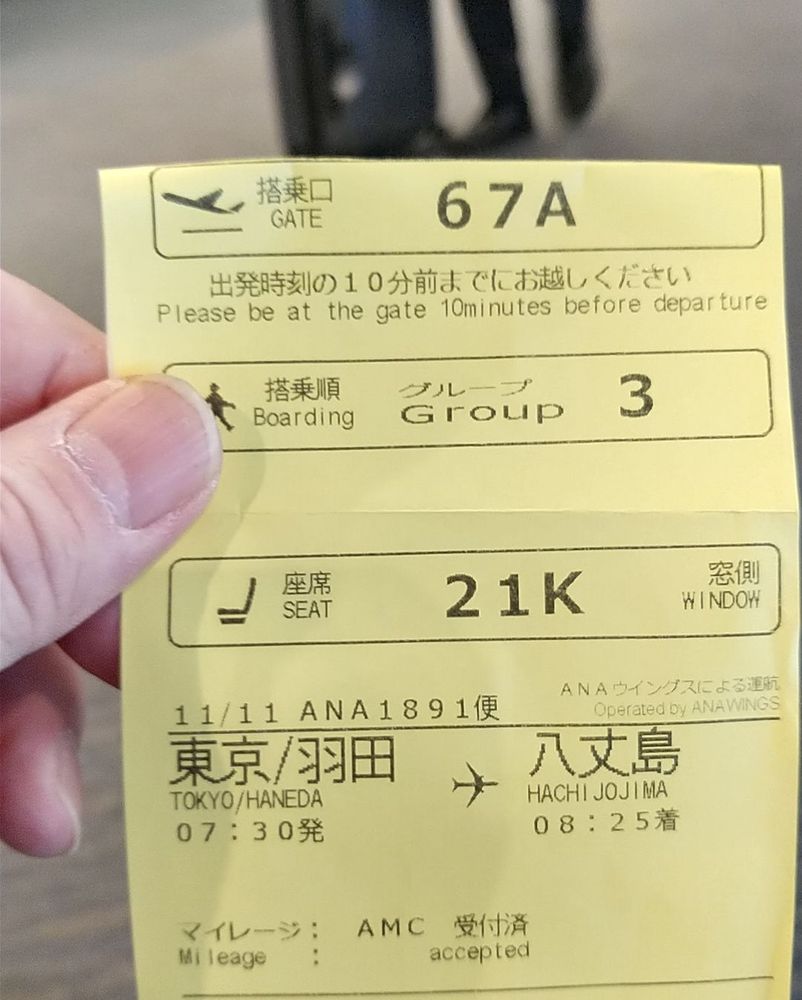 搭乗口 67A
GATE
出発時刻の10分前までにお越しください
Please be at the gate 10minutes before departure
搭乗順 グループ 3
Boarding Group
座席 21K 窓側
SEAT WINDOW
ANAウイングスによる運航
11/11 ANA1891便 Operated by ANAWINGS
東京/羽田 八丈島
TOKYO/HANEDA HACHIJOJIMA
07:30発 08:25着
マイレージ: AMC 受付済
Mileage : accepted